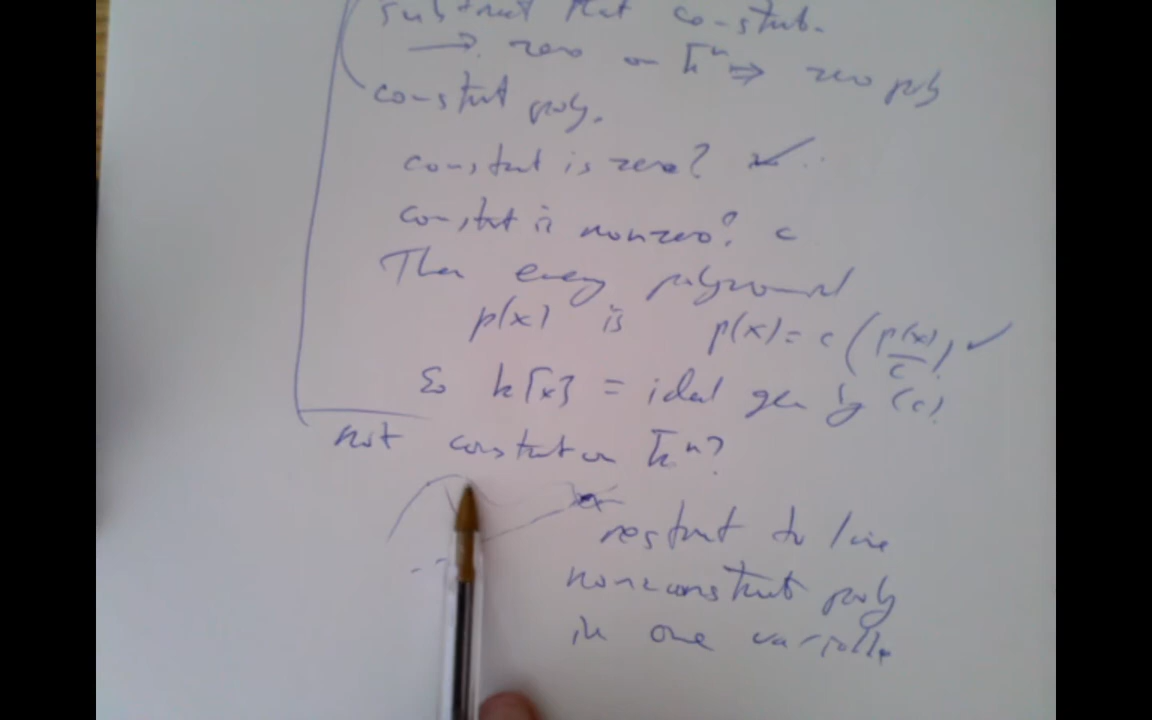 subtract that constant.
→ zero on k̄ⁿ ⇒ zero poly
constant poly.
constant is zero? ✓
constant is nonzero? c
Then every polynomial
p(x) is p(x) = c (p(x)/c) ✓
So k[x] = ideal gen by (c)
not constant on k̄ⁿ?
restrict to line
nonconstant poly
in one variable